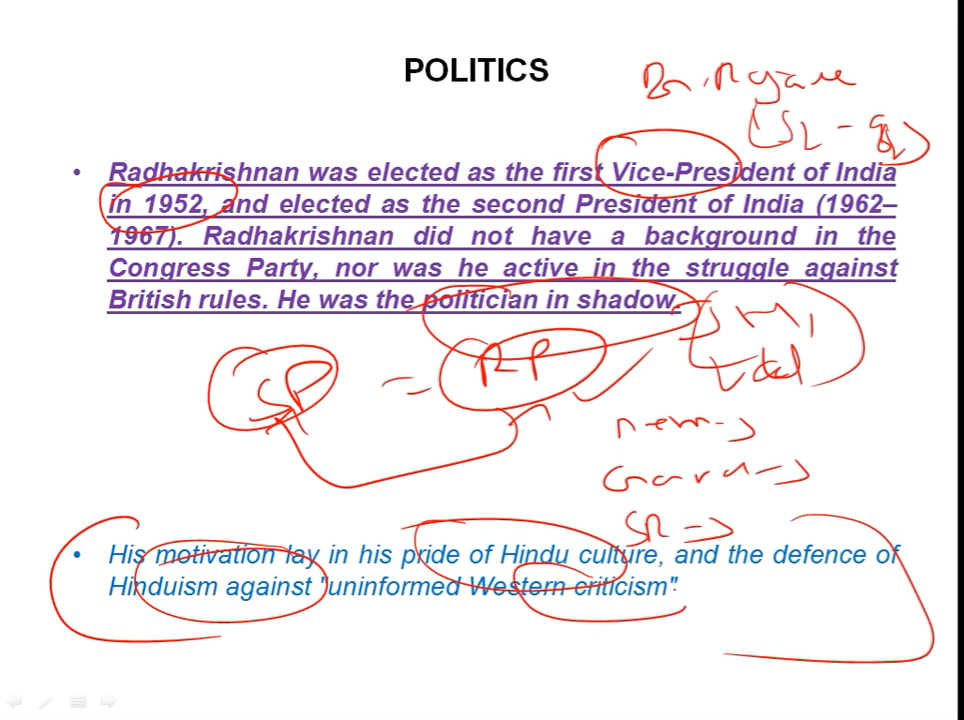 POLITICS
• Radhakrishnan was elected as the first Vice-President of India
in 1952, and elected as the second President of India (1962–
1967). Radhakrishnan did not have a background in the
Congress Party, nor was he active in the struggle against
British rules. He was the politician in shadow.
SP = RP
SR
• His motivation lay in his pride of Hindu culture, and the defence of
Hinduism against "uninformed Western criticism"